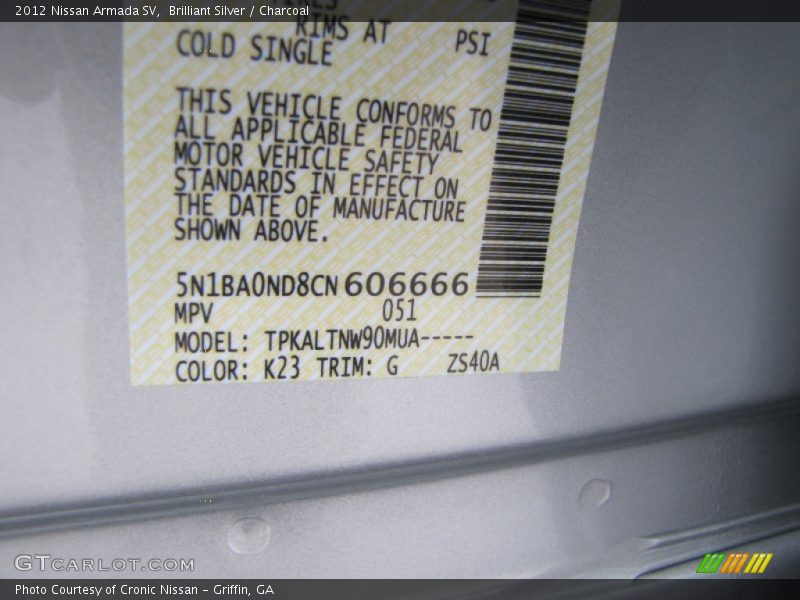 2012 Nissan Armada SV, Brilliant Silver / Charcoal
RIMS AT
COLD SINGLE PSI
THIS VEHICLE CONFORMS TO
ALL APPLICABLE FEDERAL
MOTOR VEHICLE SAFETY
STANDARDS IN EFFECT ON
THE DATE OF MANUFACTURE
SHOWN ABOVE.
5N1BA0ND8CN606666
MPV 051
MODEL: TPKALTNW90MUA-----
COLOR: K23 TRIM: G ZS40A
GTCARLOT.COM
Photo Courtesy of Cronic Nissan – Griffin, GA